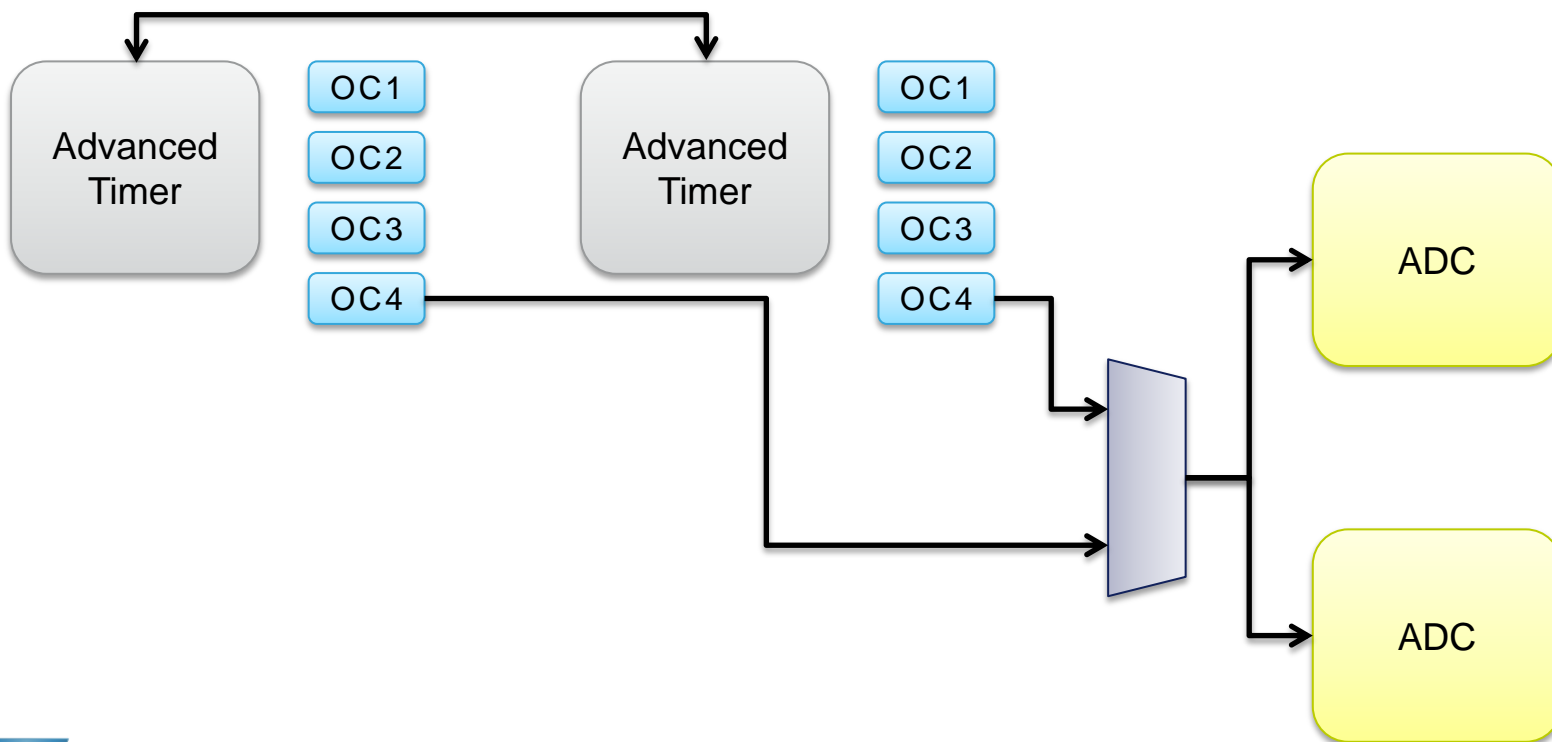 Advanced
Timer
OC1
OC2
OC3
OC4
Advanced
Timer
OC1
OC2
OC3
OC4
ADC
ADC